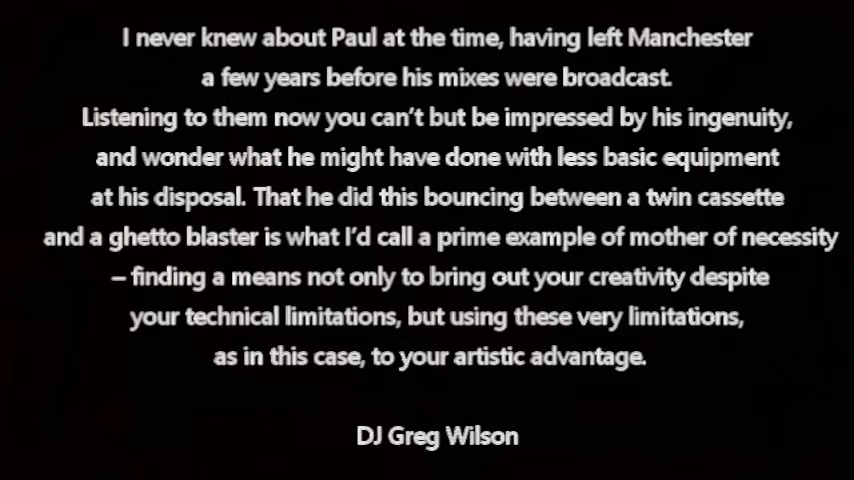 I never knew about Paul at the time, having left Manchester
a few years before his mixes were broadcast.
Listening to them now you can't but be impressed by his ingenuity,
and wonder what he might have done with less basic equipment
at his disposal. That he did this bouncing between a twin cassette
and a ghetto blaster is what I'd call a prime example of mother of necessity
– finding a means not only to bring out your creativity despite
your technical limitations, but using these very limitations,
as in this case, to your artistic advantage.
DJ Greg Wilson